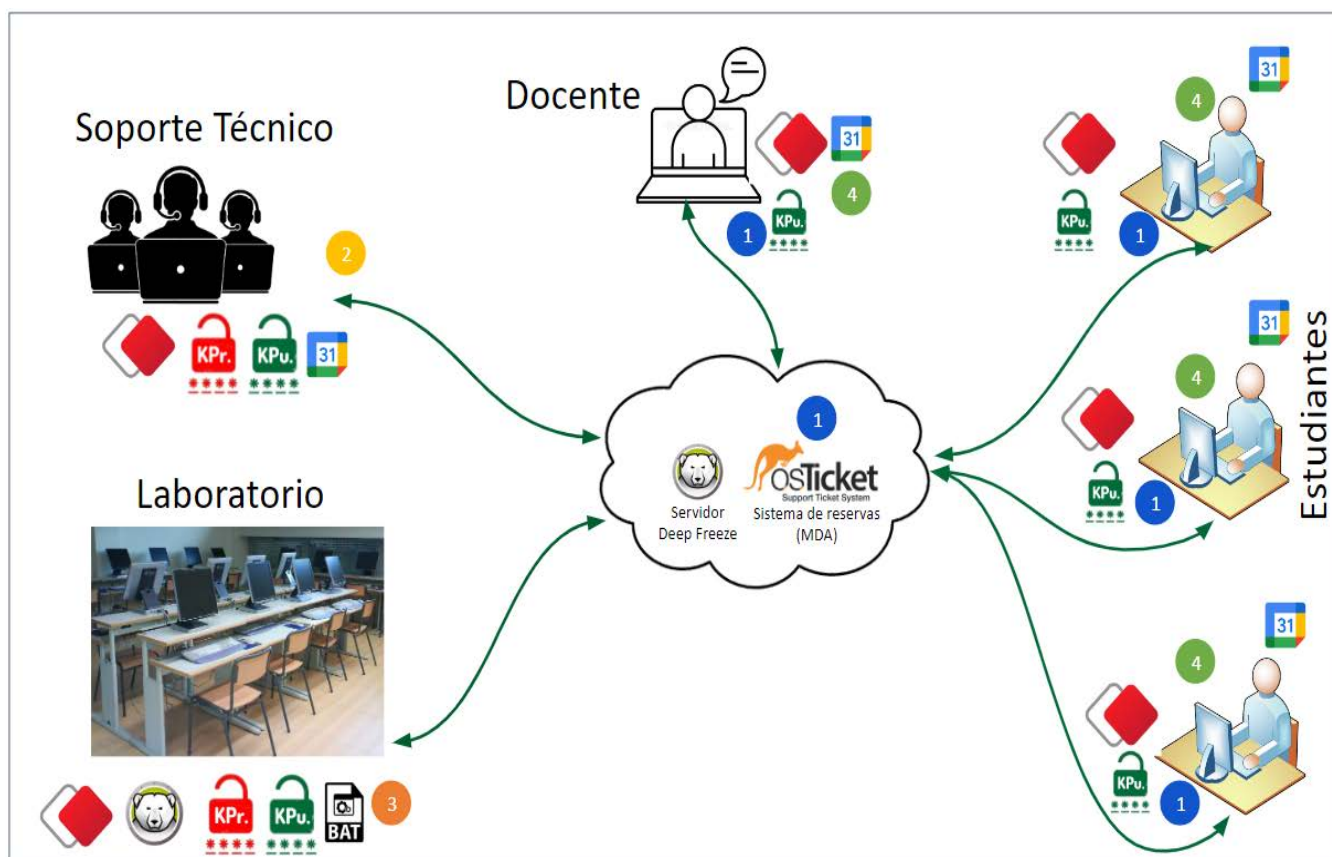 Docente
Soporte Técnico
31
4
1
KPu.
****
2
KPr.
****
KPu.
****
31
31
4
KPu.
****
1
31
4
KPu.
****
1
Estudiantes
31
4
KPu.
****
1
1
osTicket
Support Ticket System
Servidor
Deep Freeze
Sistema de reservas
(MDA)
Laboratorio
KPr.
****
KPu.
****
BAT
3